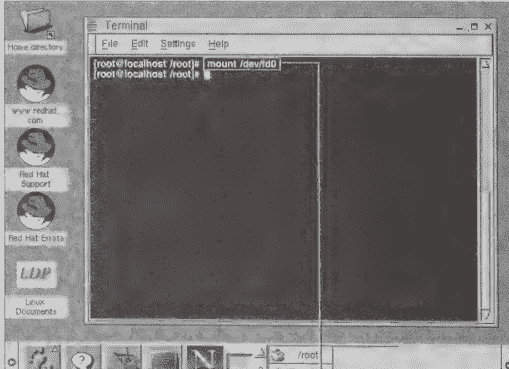 Home directory
www.redhat.
com
Red Hat
Support
Red Hat Errata
LDP
Linux
Documents
Terminal
File Edit Settings Help
[root@localhost /root]# mount /dev/fd0
[root@localhost /root]#
N
/root